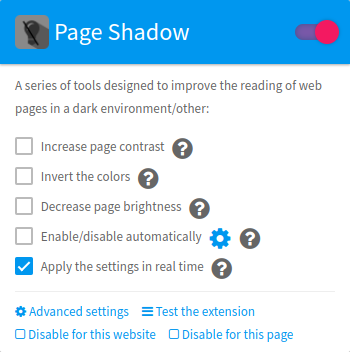 Page Shadow
A series of tools designed to improve the reading of web
pages in a dark environment/other:
Increase page contrast ?
Invert the colors ?
Decrease page brightness ?
Enable/disable automatically ?
Apply the settings in real time ?
Advanced settings Test the extension
Disable for this website Disable for this page